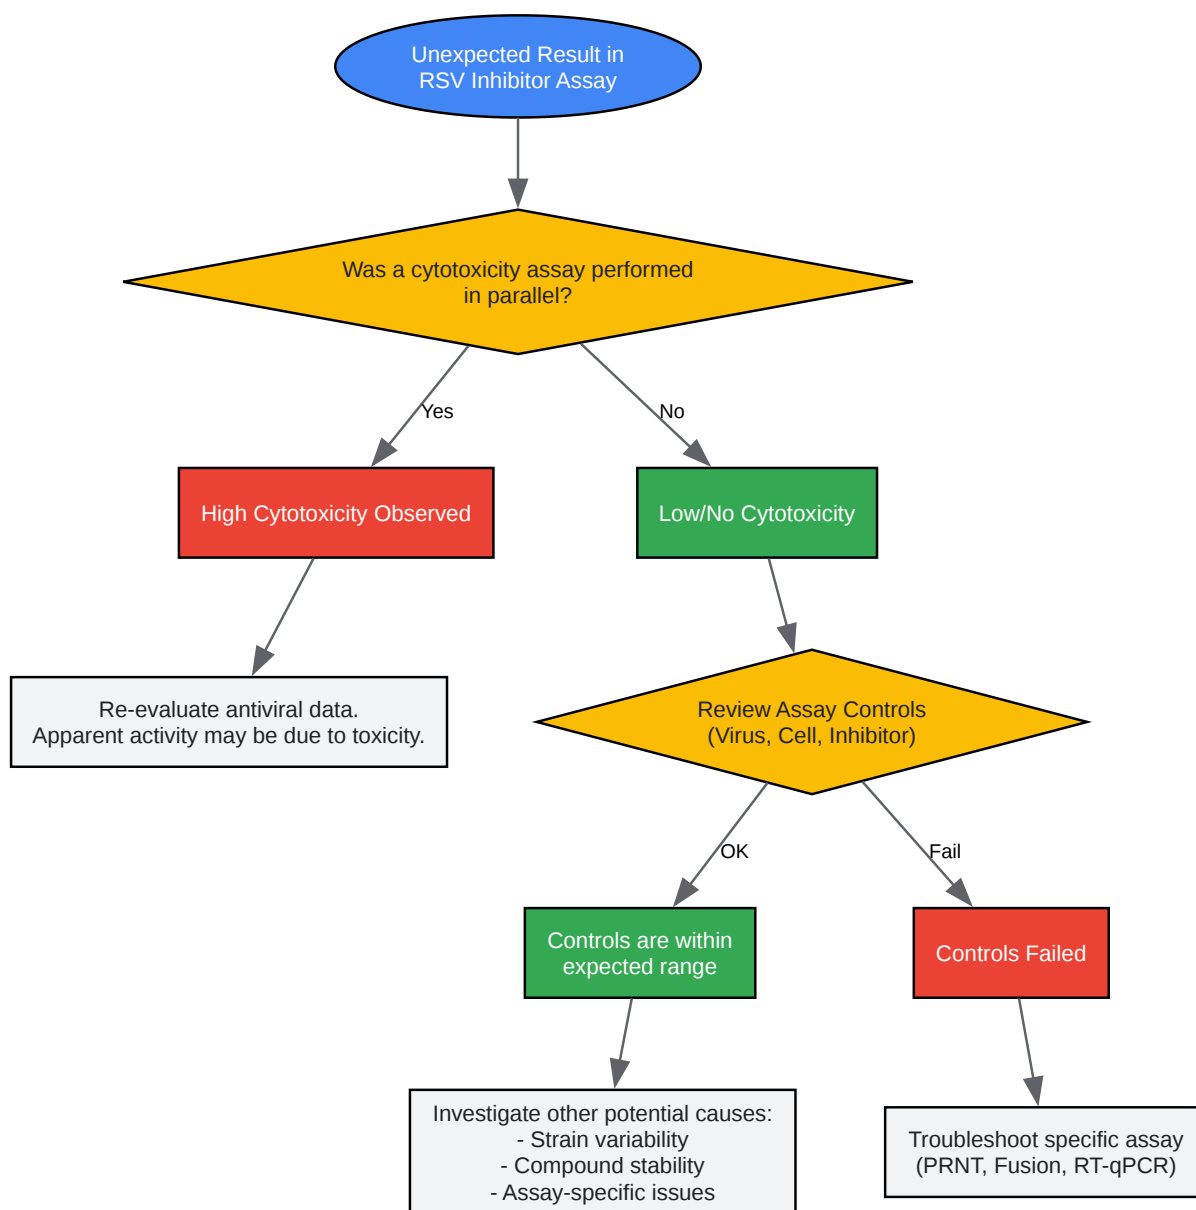 Unexpected Result in
RSV Inhibitor Assay
Was a cytotoxicity assay performed
in parallel?
Yes
No
High Cytotoxicity Observed
Low/No Cytotoxicity
Re-evaluate antiviral data.
Apparent activity may be due to toxicity.
Review Assay Controls
(Virus, Cell, Inhibitor)
OK
Fail
Controls are within
expected range
Controls Failed
Investigate other potential causes:
- Strain variability
- Compound stability
- Assay-specific issues
Troubleshoot specific assay
(PRNT, Fusion, RT-qPCR)